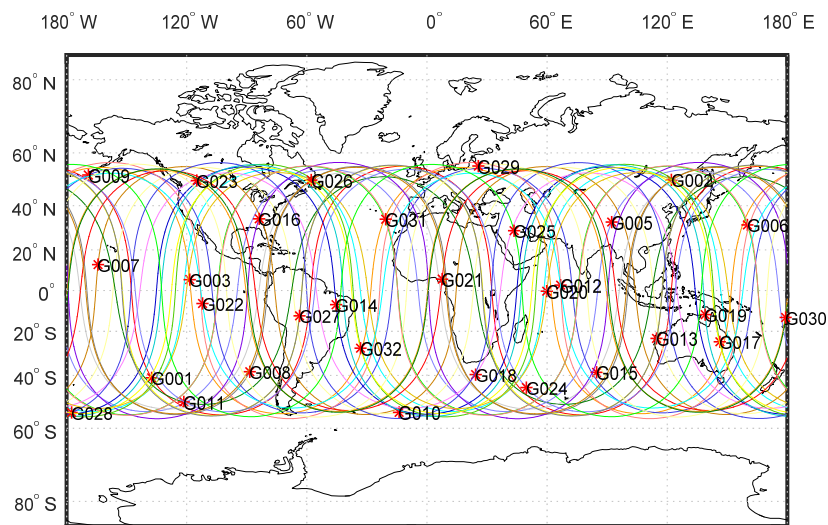 180° W 120° W 60° W 0° 60° E 120° E 180° E
80° N
60° N
G029
G009 G023 G026 G002
40° N
G016 G031 G005 G006
G025
20° N
G007
G003 G021
0°
G012
G020
G022 G014
G027 G019 G030
20° S
G013 G017
G032
G008 G018 G015
40° S
G001
G024
G011
G028 G010
60° S
80° S